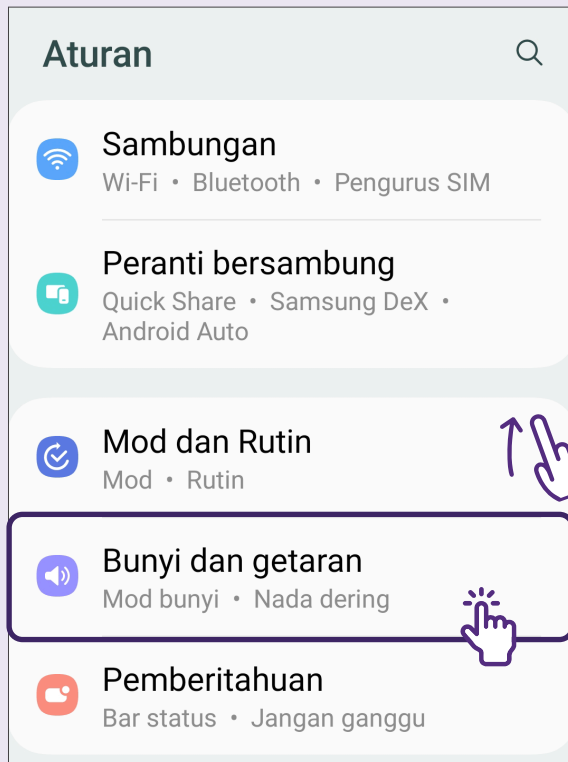 Aturan
Sambungan
Wi-Fi • Bluetooth • Pengurus SIM
Peranti bersambung
Quick Share • Samsung DeX •
Android Auto
Mod dan Rutin
Mod • Rutin
Bunyi dan getaran
Mod bunyi • Nada dering
Pemberitahuan
Bar status • Jangan ganggu